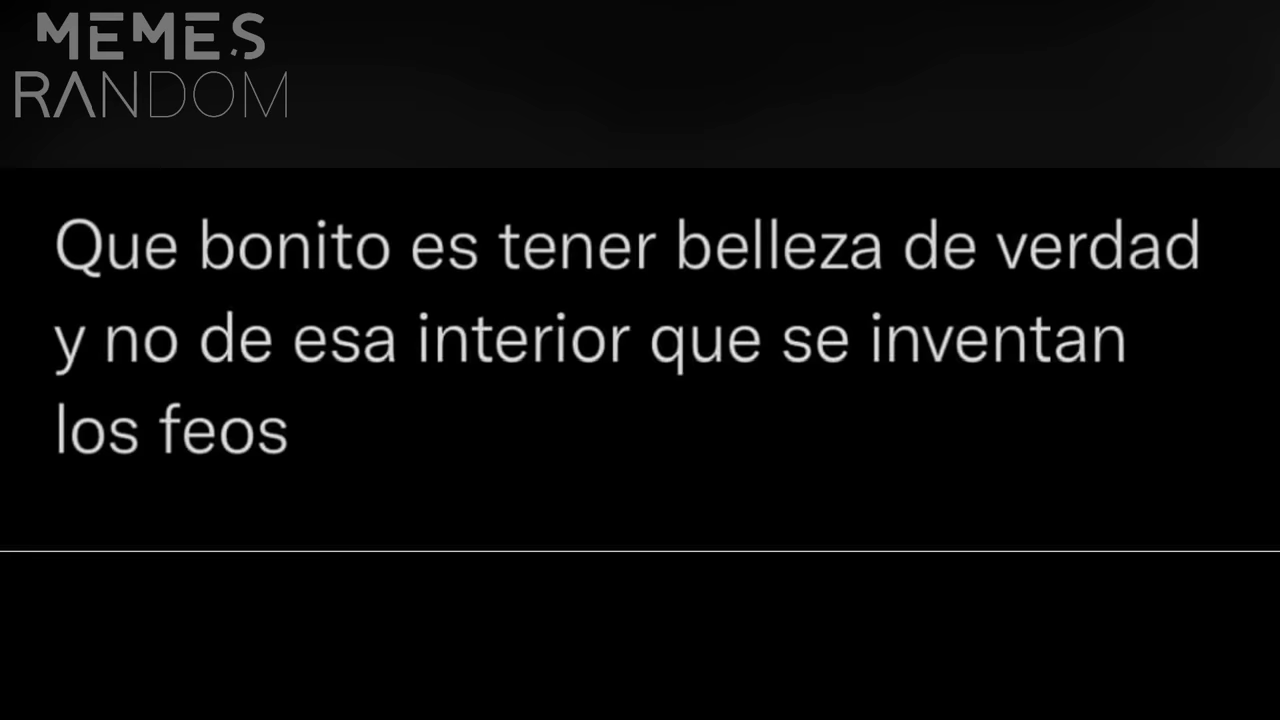 MEMES
RANDOM
Que bonito es tener belleza de verdad
y no de esa interior que se inventan
los feos